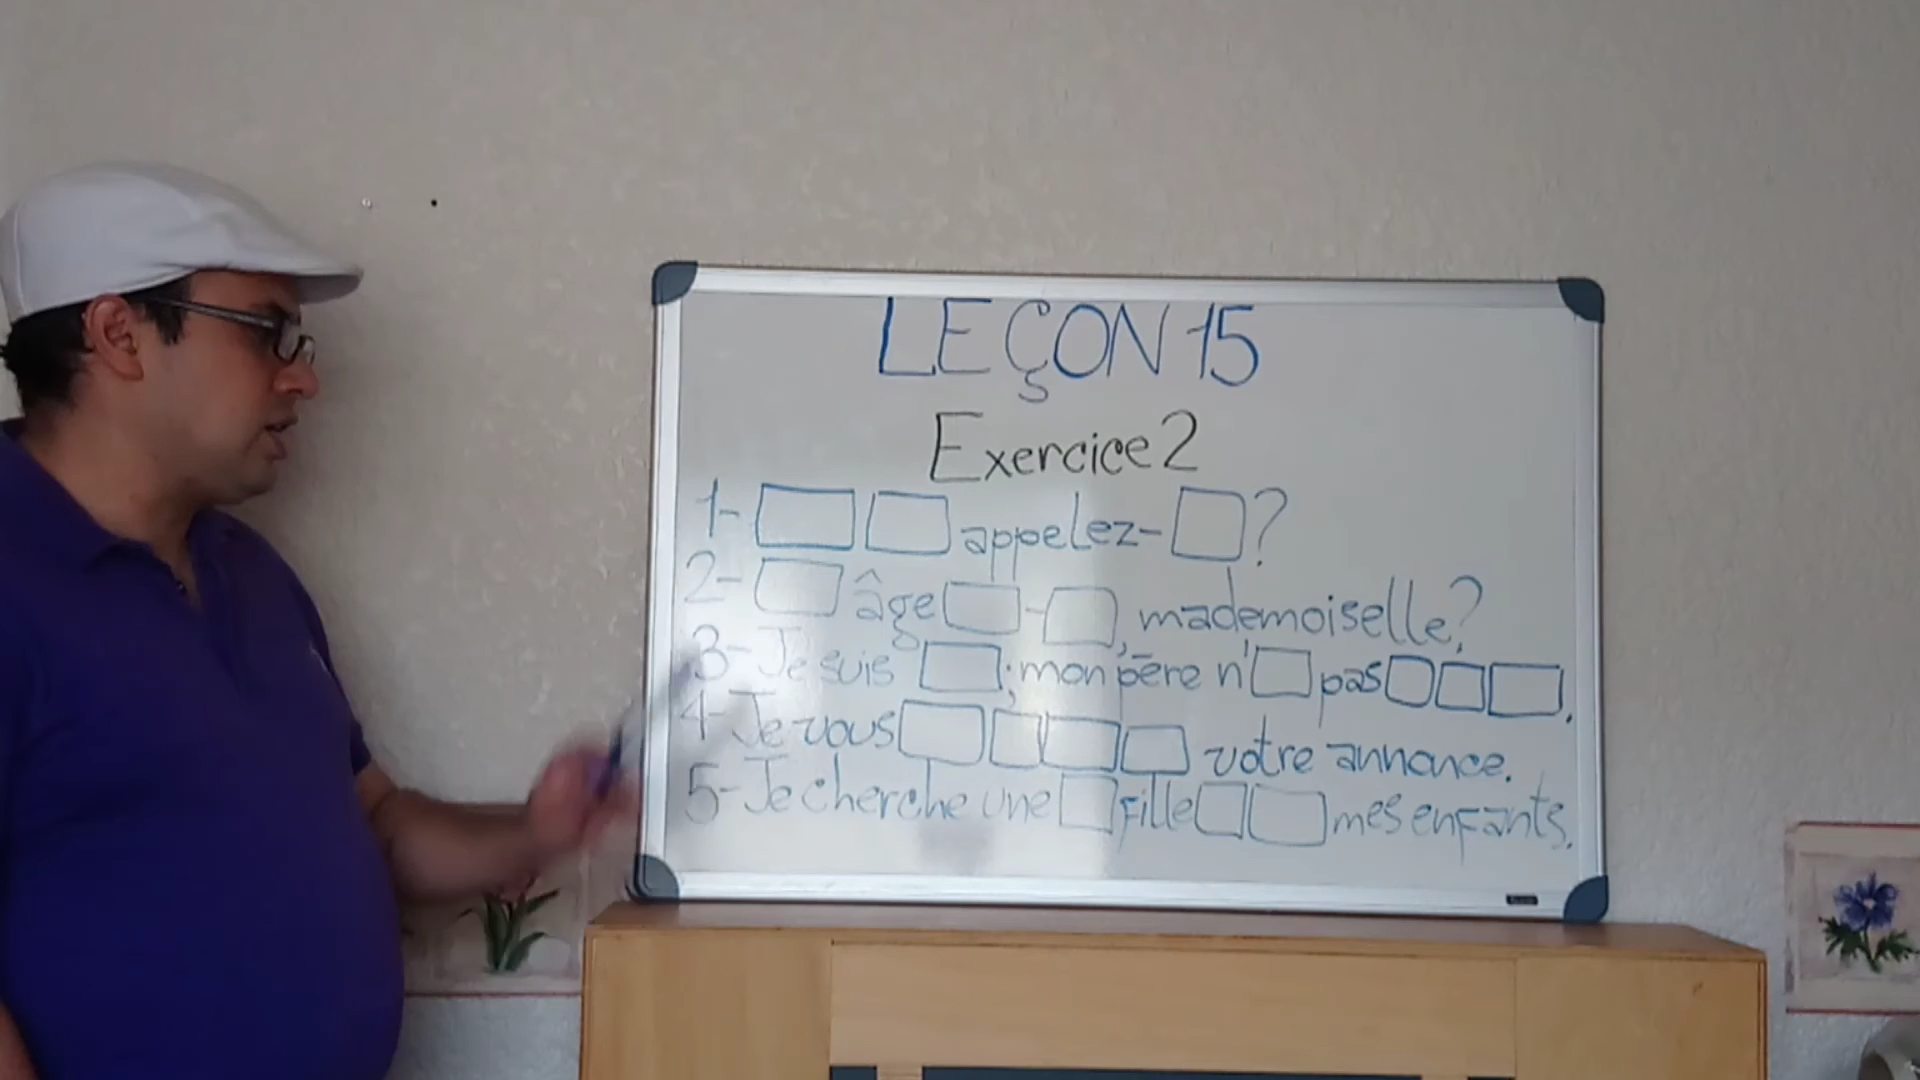 LEÇON 15
Exercice 2
1- appelez- ?
2- âge - , mademoiselle?
3- Je suis ; mon père n' pas .
4- Je vous votre annonce.
5- Je cherche une fille mes enfants.